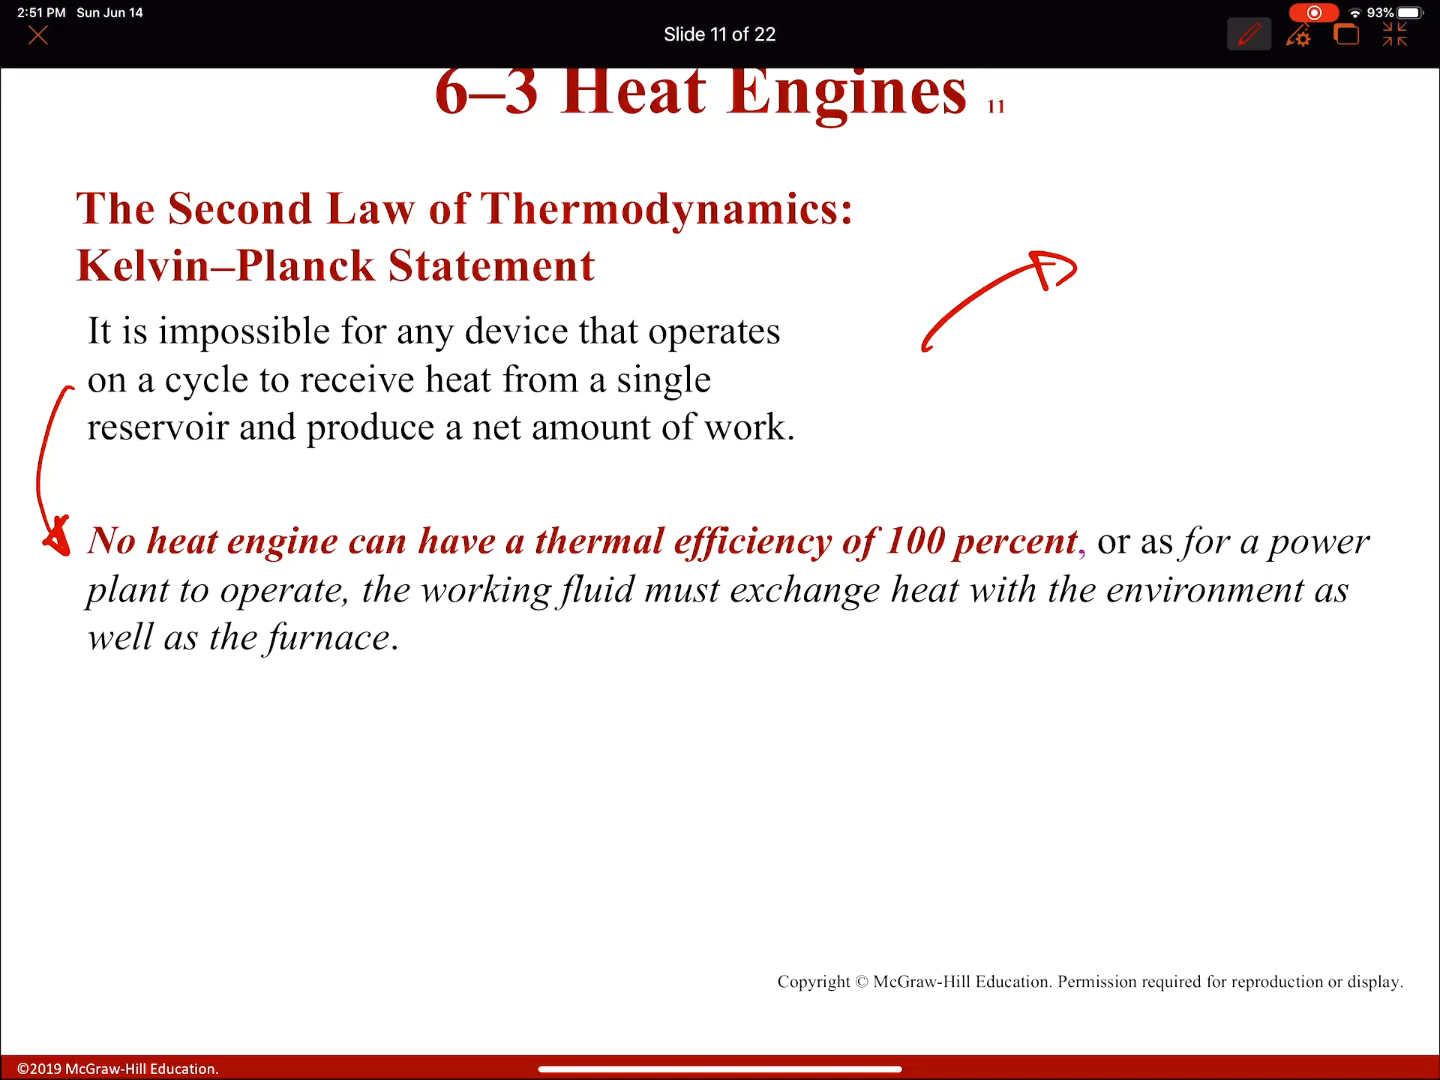 2:51 PM Sun Jun 14
93%
Slide 11 of 22
6–3 Heat Engines 11
The Second Law of Thermodynamics:
Kelvin–Planck Statement
It is impossible for any device that operates
on a cycle to receive heat from a single
reservoir and produce a net amount of work.
No heat engine can have a thermal efficiency of 100 percent, or as for a power
plant to operate, the working fluid must exchange heat with the environment as
well as the furnace.
Copyright © McGraw-Hill Education. Permission required for reproduction or display.
©2019 McGraw-Hill Education.